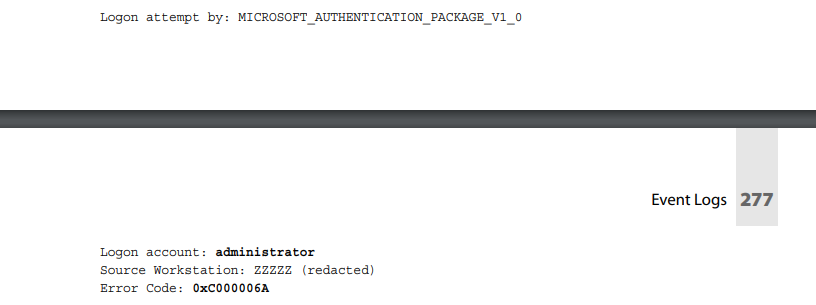 Logon attempt by: MICROSOFT_AUTHENTICATION_PACKAGE_V1_0
Event Logs 277
Logon account: administrator
Source Workstation: ZZZZZ (redacted)
Error Code: 0xC000006A